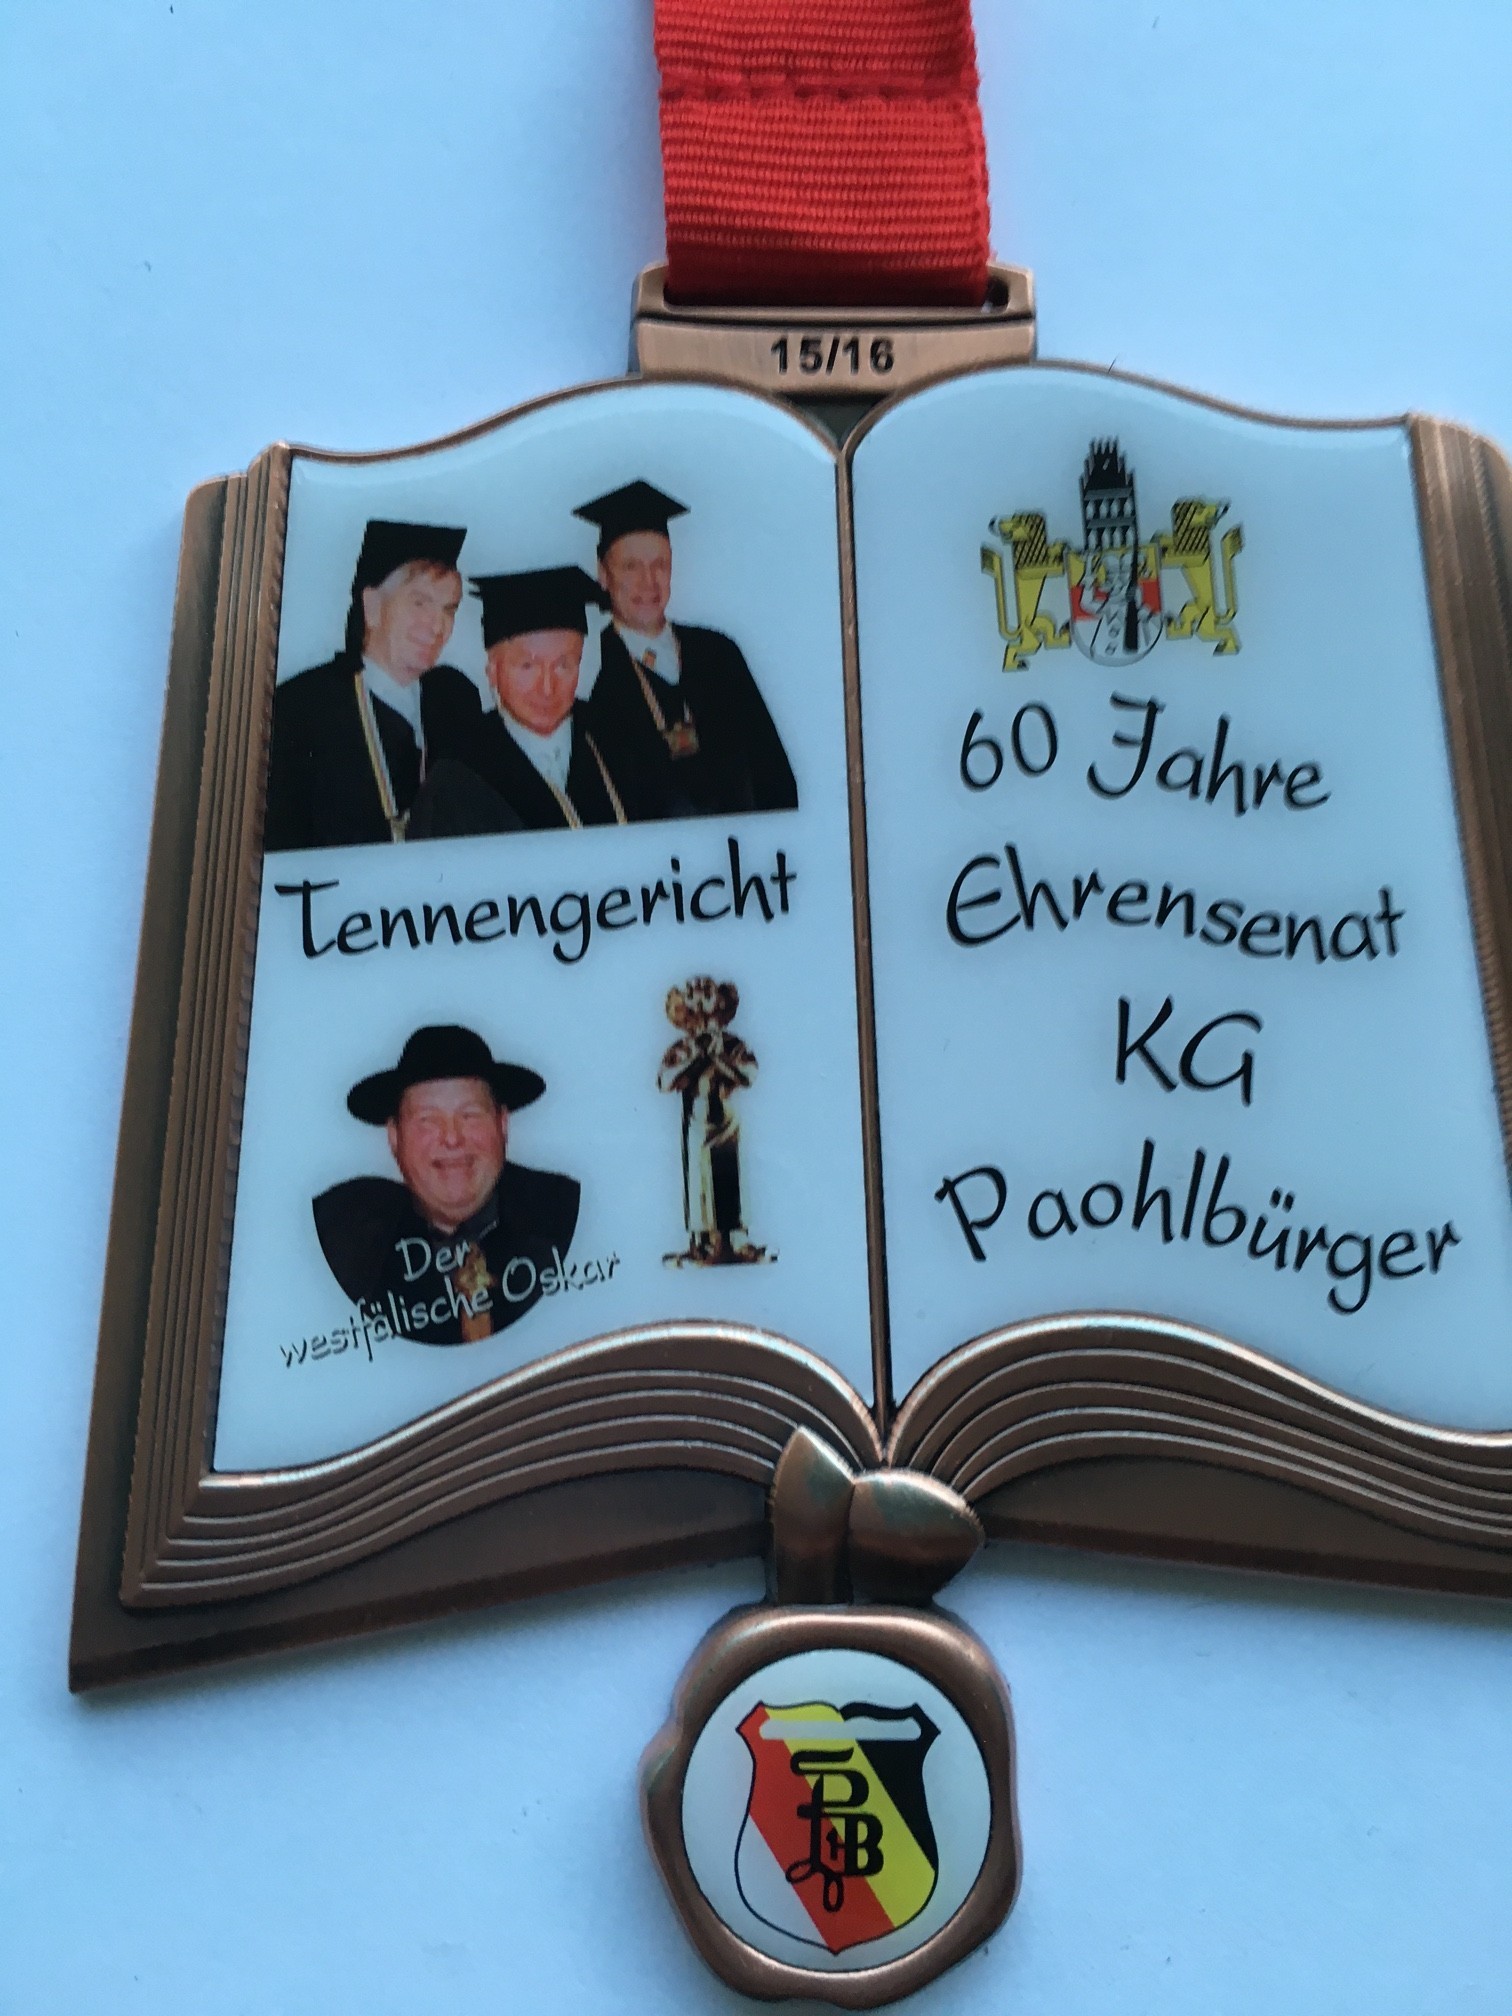 15/16
Tennengericht
Der
westfälische Oskar
60 Jahre
Ehrensenat
KG
Paohlbürger